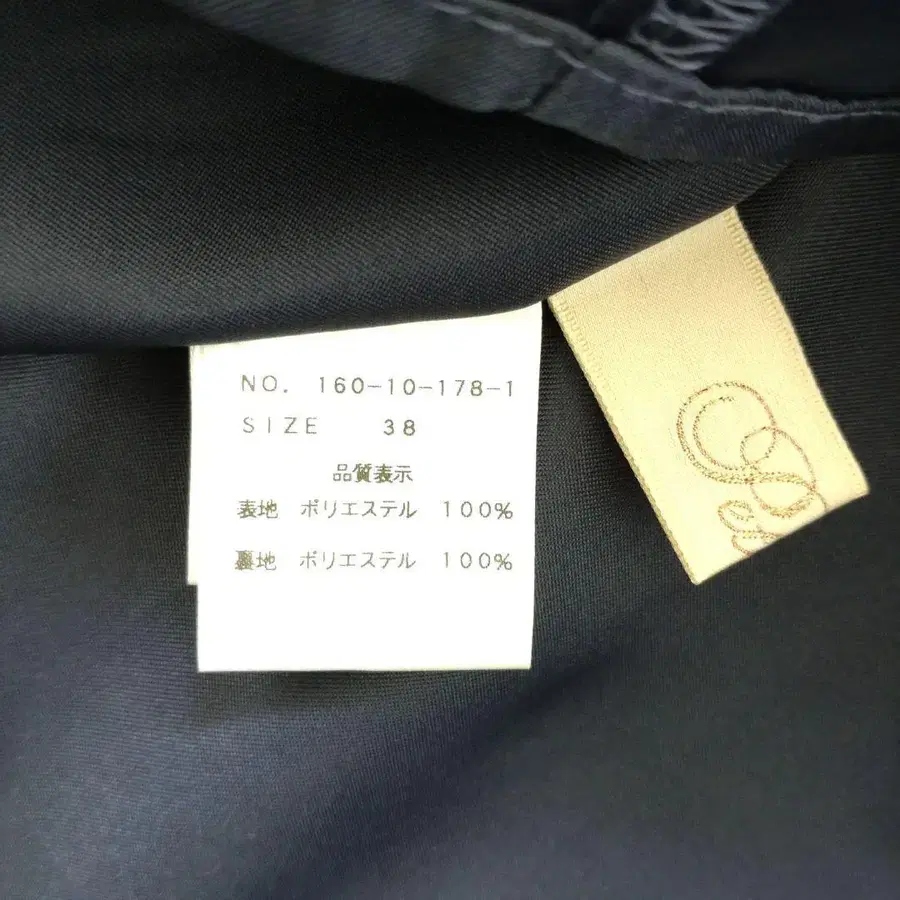 NO. 160-10-178-1
SIZE 38
品質表示
表地 ポリエステル 100%
裏地 ポリエステル 100%